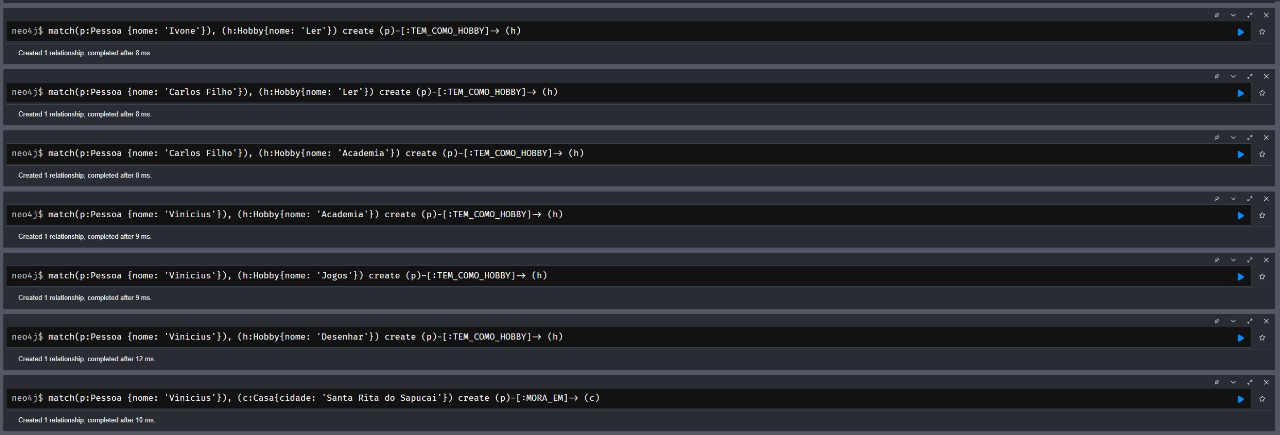 neo4j$ match(p:Pessoa {nome: 'Ivone'}), (h:Hobby{nome: 'Ler'}) create (p)-[:TEM_COMO_HOBBY]-> (h)
Created 1 relationship, completed after 8 ms.
neo4j$ match(p:Pessoa {nome: 'Carlos Filho'}), (h:Hobby{nome: 'Ler'}) create (p)-[:TEM_COMO_HOBBY]-> (h)
Created 1 relationship, completed after 8 ms.
neo4j$ match(p:Pessoa {nome: 'Carlos Filho'}), (h:Hobby{nome: 'Academia'}) create (p)-[:TEM_COMO_HOBBY]-> (h)
Created 1 relationship, completed after 8 ms.
neo4j$ match(p:Pessoa {nome: 'Vinicius'}), (h:Hobby{nome: 'Academia'}) create (p)-[:TEM_COMO_HOBBY]-> (h)
Created 1 relationship, completed after 9 ms.
neo4j$ match(p:Pessoa {nome: 'Vinicius'}), (h:Hobby{nome: 'Jogos'}) create (p)-[:TEM_COMO_HOBBY]-> (h)
Created 1 relationship, completed after 9 ms.
neo4j$ match(p:Pessoa {nome: 'Vinicius'}), (h:Hobby{nome: 'Desenhar'}) create (p)-[:TEM_COMO_HOBBY]-> (h)
Created 1 relationship, completed after 12 ms.
neo4j$ match(p:Pessoa {nome: 'Vinicius'}), (c:Casa{cidade: 'Santa Rita do Sapucai'}) create (p)-[:MORA_EM]-> (c)
Created 1 relationship, completed after 10 ms.